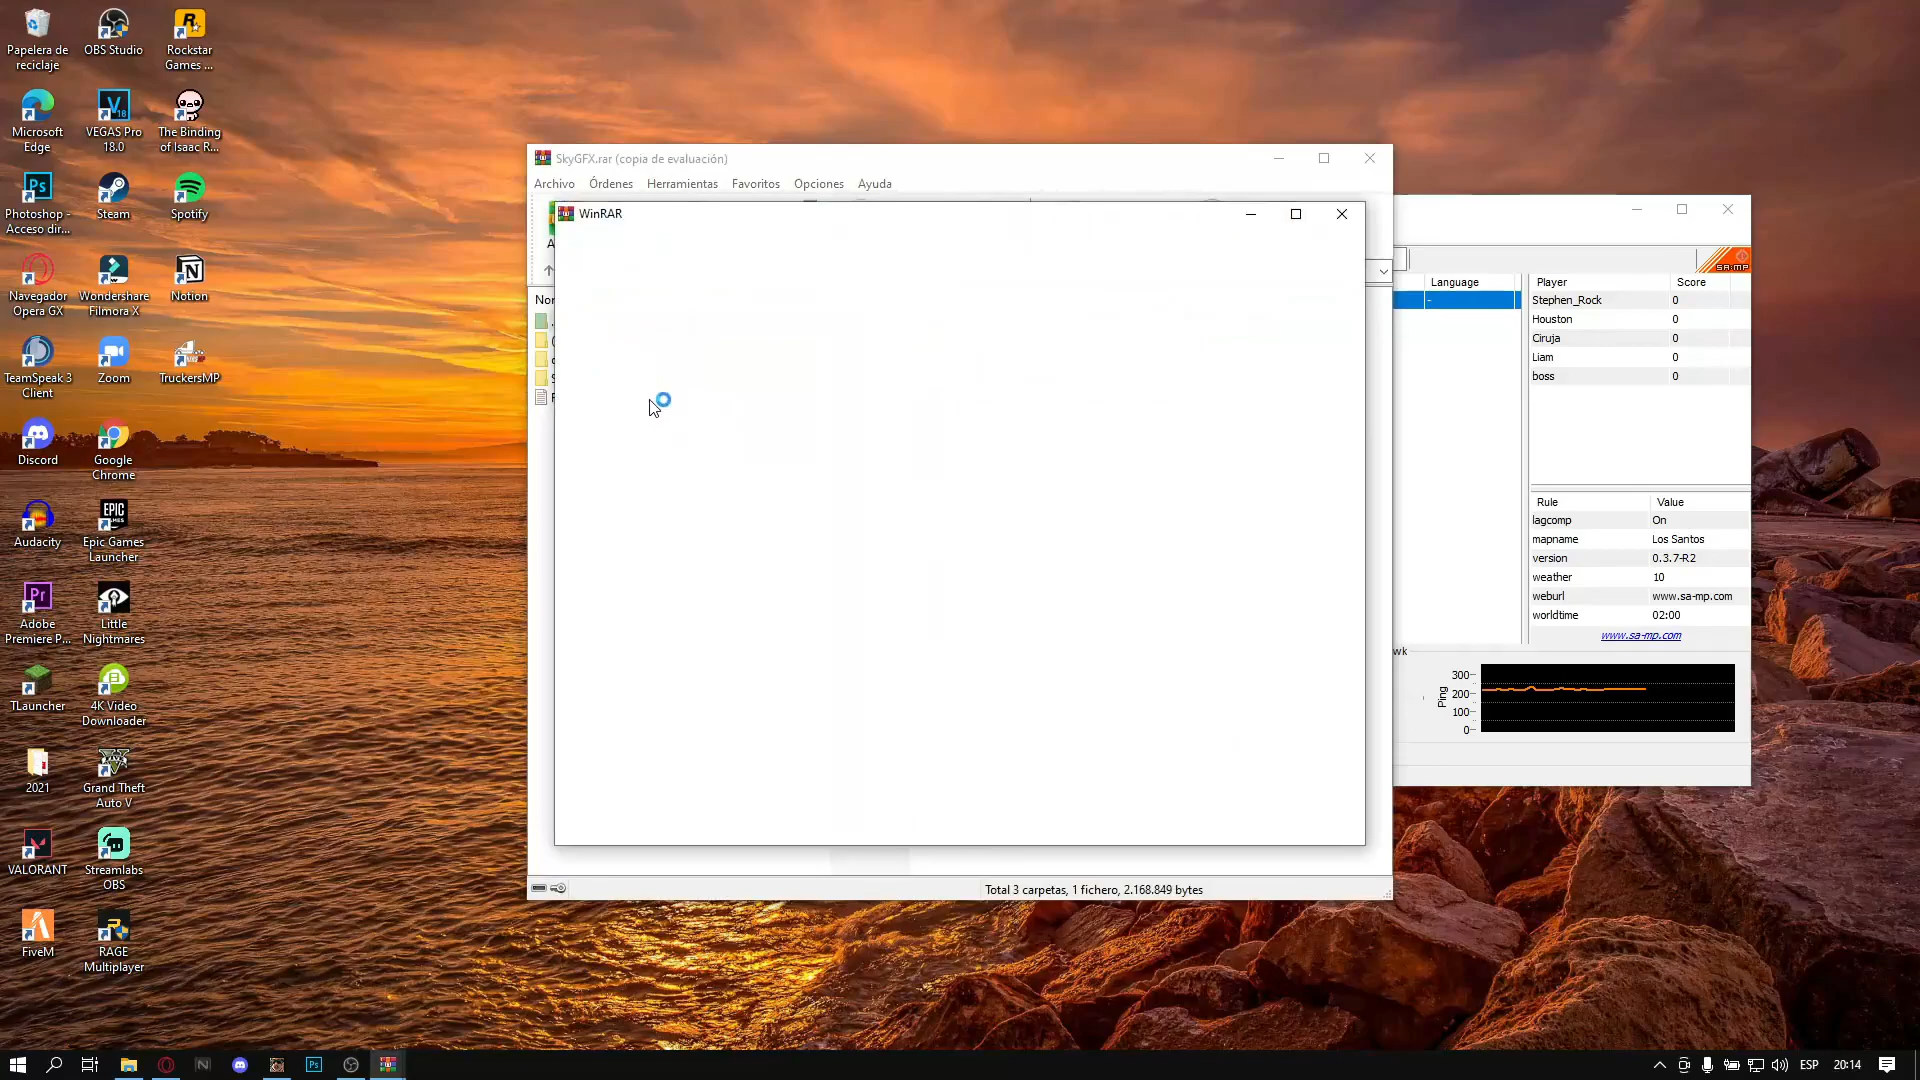 Papelera de
reciclaje
OBS Studio
Rockstar
Games ...
Microsoft
Edge
VEGAS Pro
18.0
The Binding
of Isaac R...
Photoshop -
Acceso dir...
Steam
Spotify
Navegador
Opera GX
Wondershare
Filmora X
Notion
TeamSpeak 3
Client
Zoom
TruckersMP
Discord
Google
Chrome
Audacity
Epic Games
Launcher
Adobe
Premiere P...
Little
Nightmares
TLauncher
4K Video
Downloader
2021
Grand Theft
Auto V
VALORANT
Streamlabs
OBS
FiveM
RAGE
Multiplayer
SkyGFX.rar (copia de evaluación)
Archivo Órdenes Herramientas Favoritos Opciones Ayuda
WinRAR
Total 3 carpetas, 1 fichero, 2.168.849 bytes
SA:MP
Language
-
Player Score
Stephen_Rock 0
Houston 0
Ciruja 0
Liam 0
boss 0
Rule Value
lagcomp On
mapname Los Santos
version 0.3.7-R2
weather 10
weburl www.sa-mp.com
worldtime 02:00
www.sa-mp.com
wk
Ping
300
200
100
0
ESP 20:14